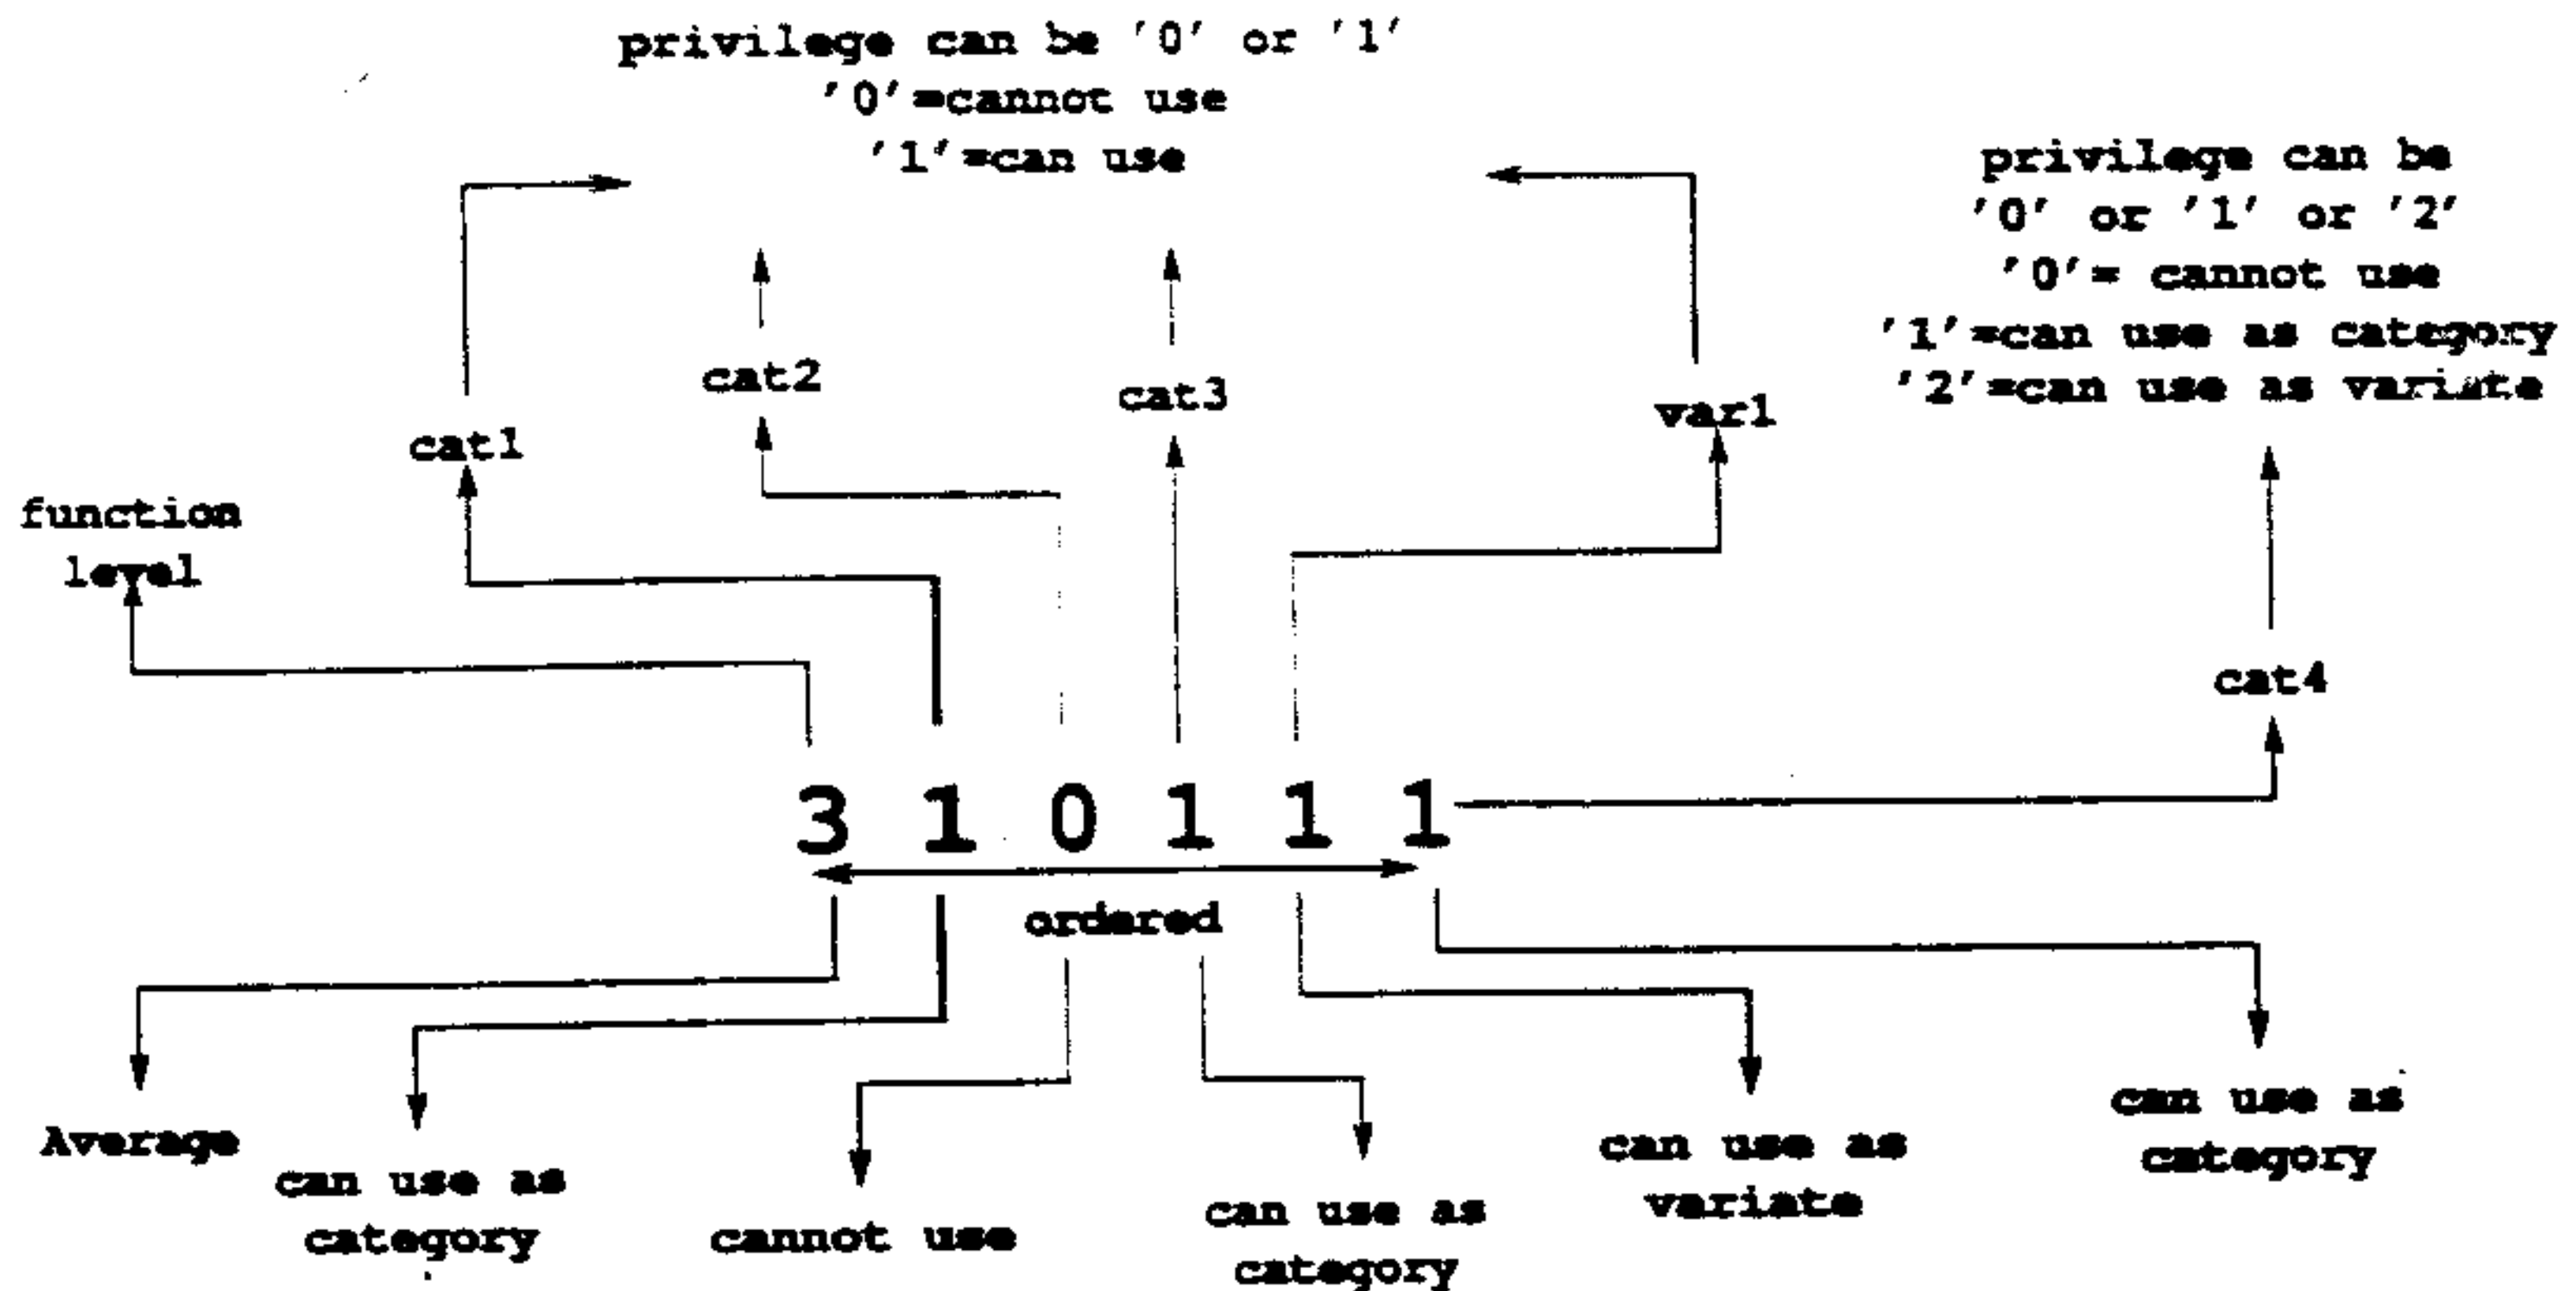 privilege can be '0' or '1'
'0'=cannot use
'1'=can use
privilege can be
'0' or '1' or '2'
'0'= cannot use
'1'=can use as category
'2'=can use as variate
cat2
cat3
var1
cat1
function
level
cat4
3 1 0 1 1 1
ordered
Average
can use as
category
cannot use
can use as
category
can use as
variate
can use as
category